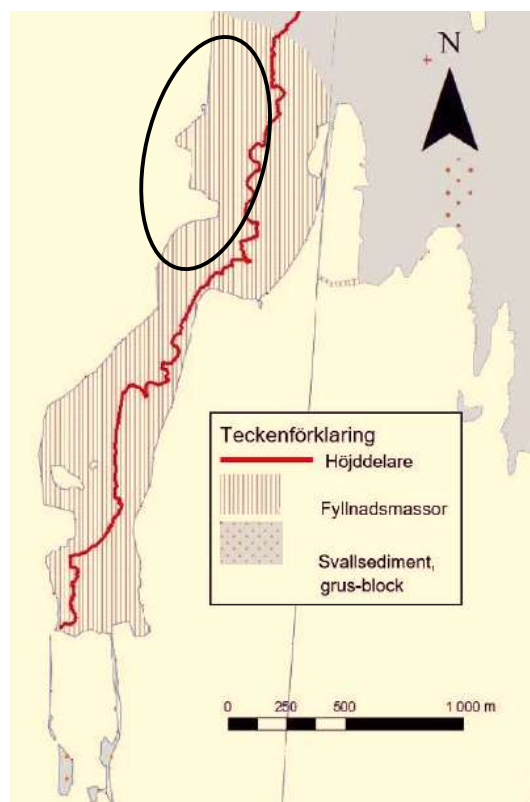 N
Teckenförklaring
Höjddelare
Fyllnadsmassor
Svallsediment,
grus-block
0 250 500 1 000 m